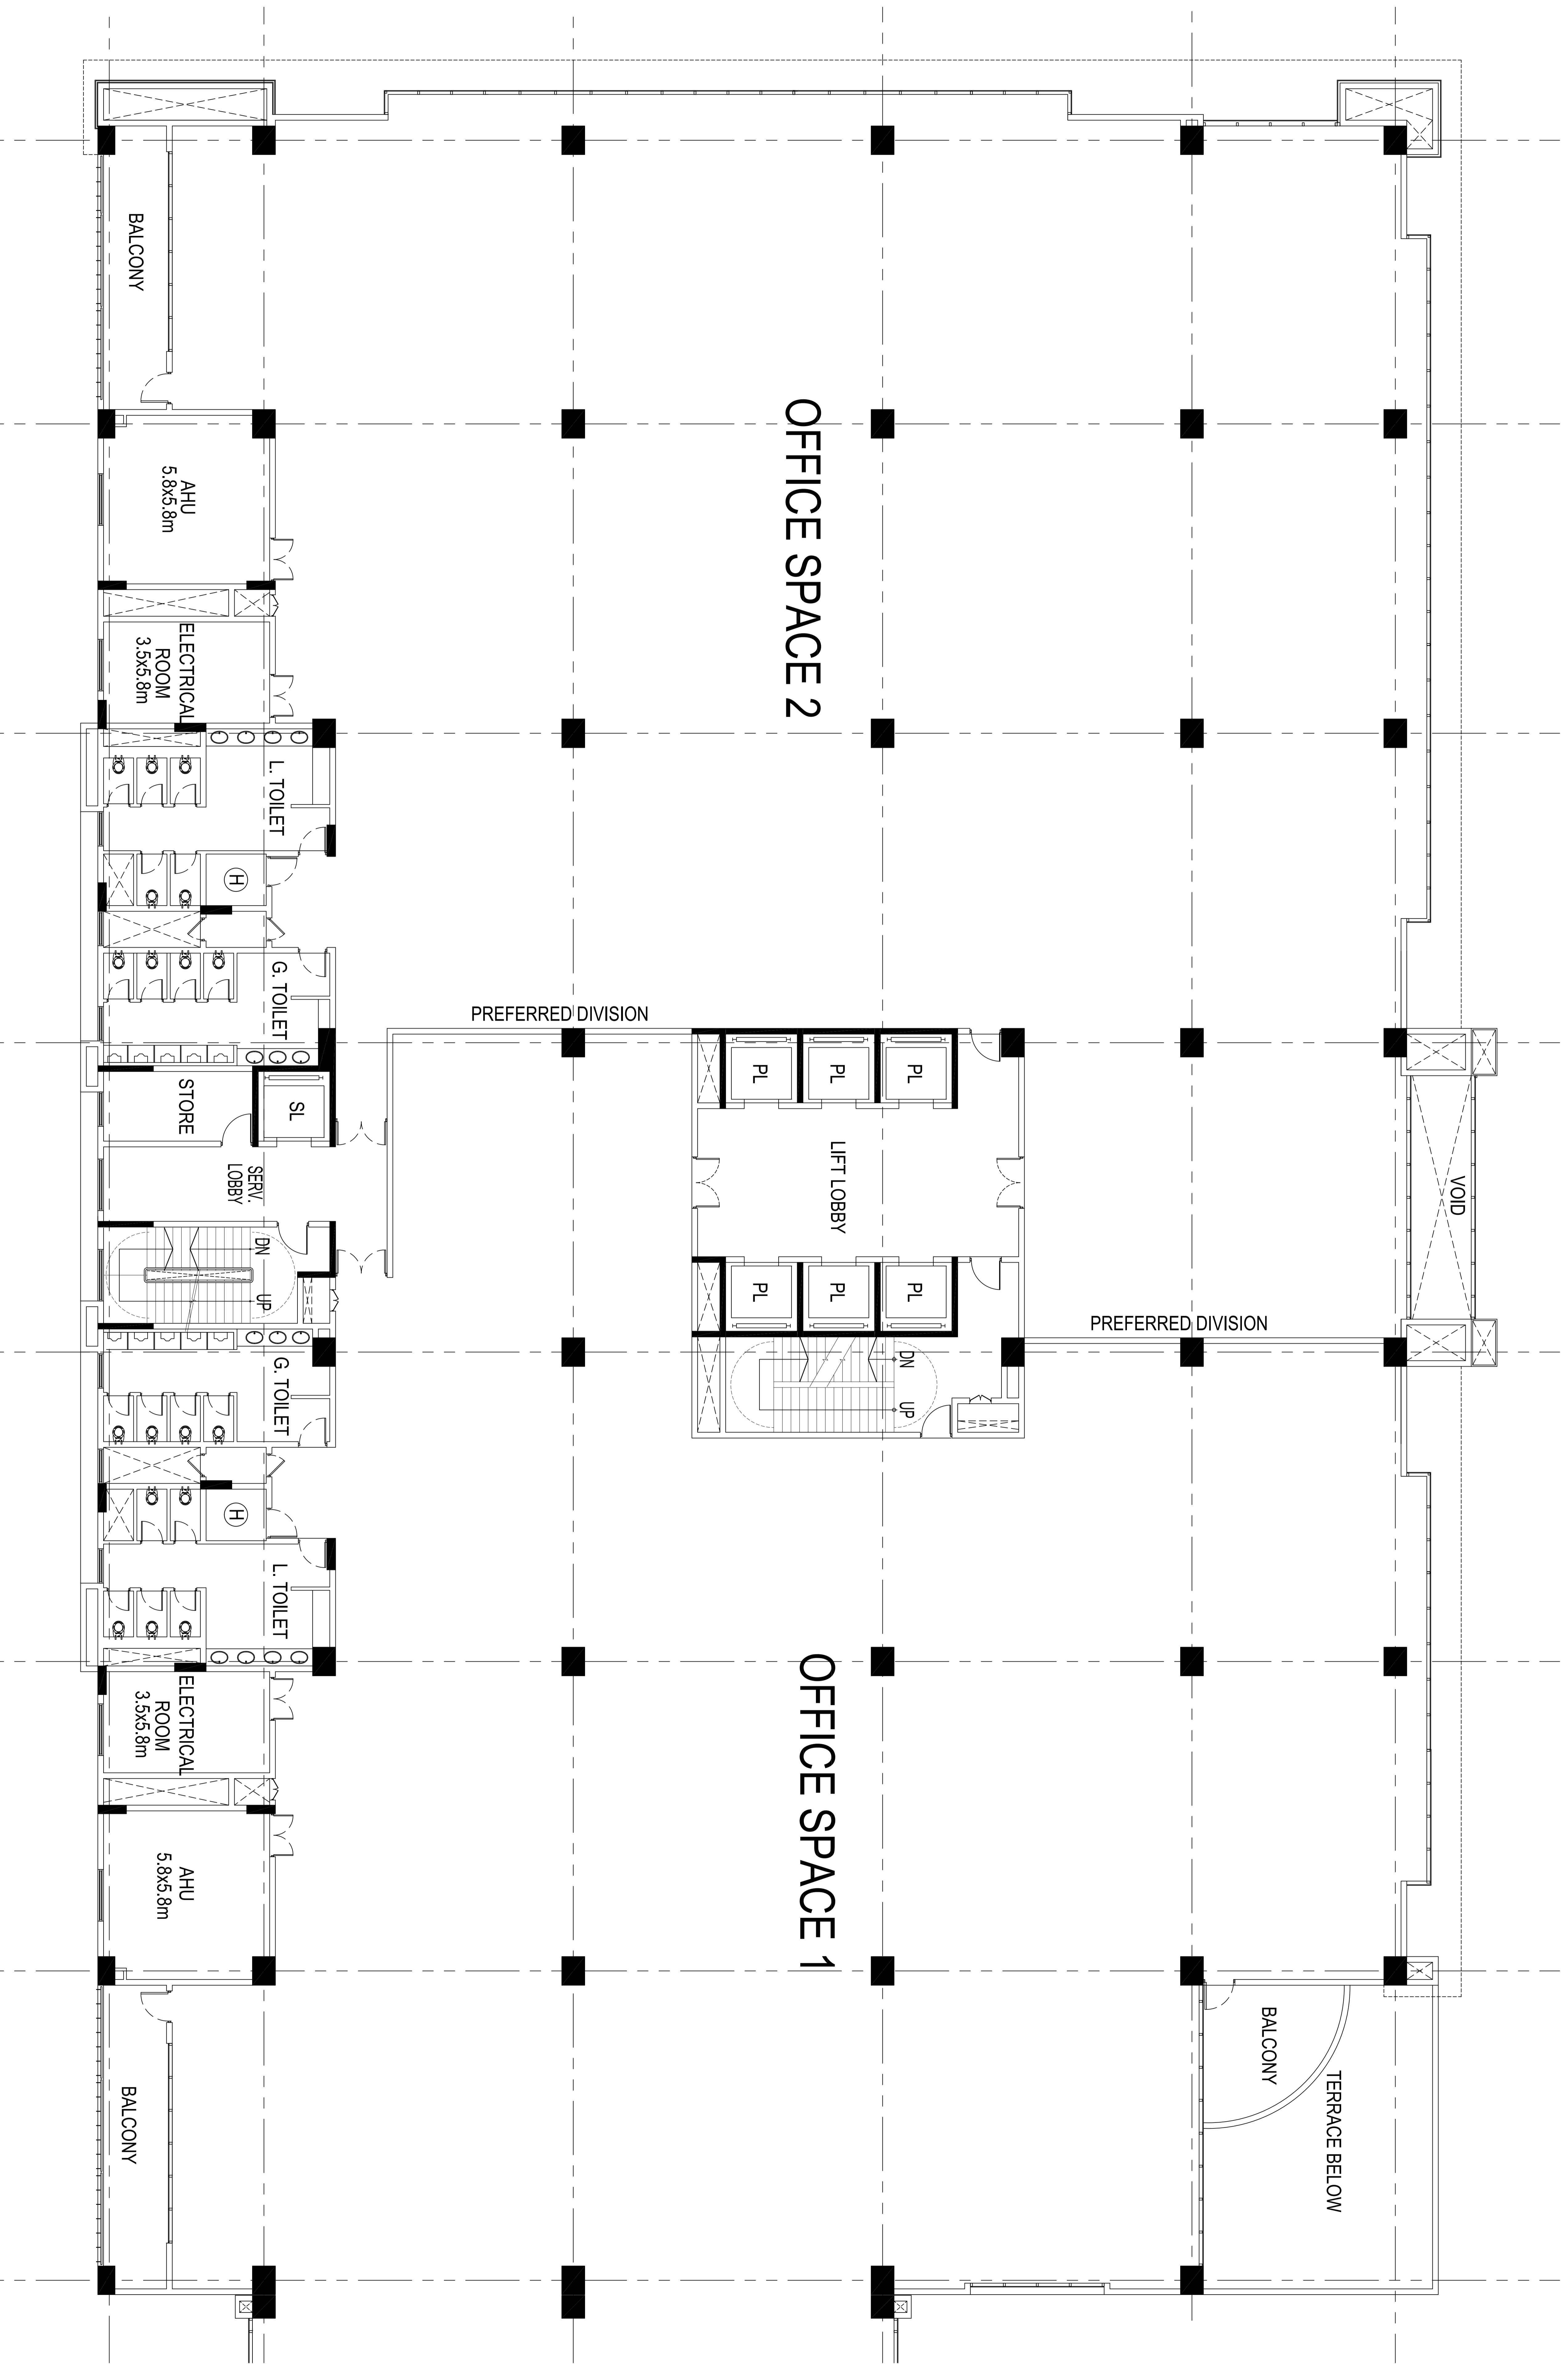 BALCONY
AHU
5.8x5.8m
ELECTRICAL
ROOM
3.5x5.8m
OFFICE SPACE 2
L. TOILET
H
G. TOILET
PREFERRED DIVISION
STORE
SL
PL
PL
PL
SERV.
LOBBY
LIFT LOBBY
VOID
DN
UP
PL
PL
PL
PREFERRED DIVISION
DN
UP
G. TOILET
H
L. TOILET
ELECTRICAL
ROOM
3.5x5.8m
OFFICE SPACE 1
AHU
5.8x5.8m
BALCONY
BALCONY
TERRACE BELOW